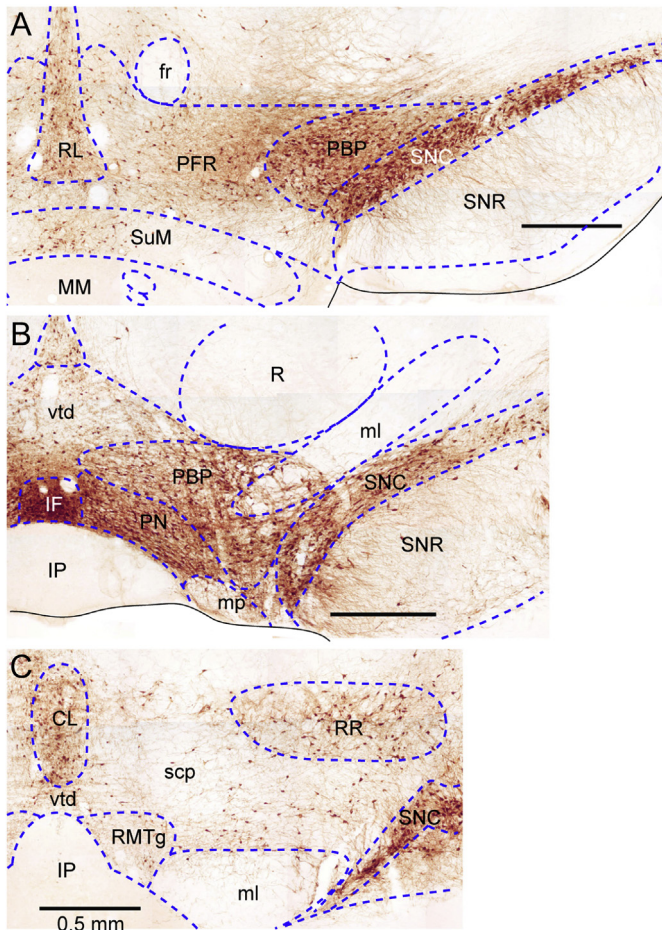 A
fr
RL
PFR
PBP
SNC
SNR
SuM
MM
B
R
vtd
ml
PBP
SNC
IF
PN
SNR
IP
mp
C
CL
RR
scp
vtd
SNC
RMTg
IP
ml
0.5 mm